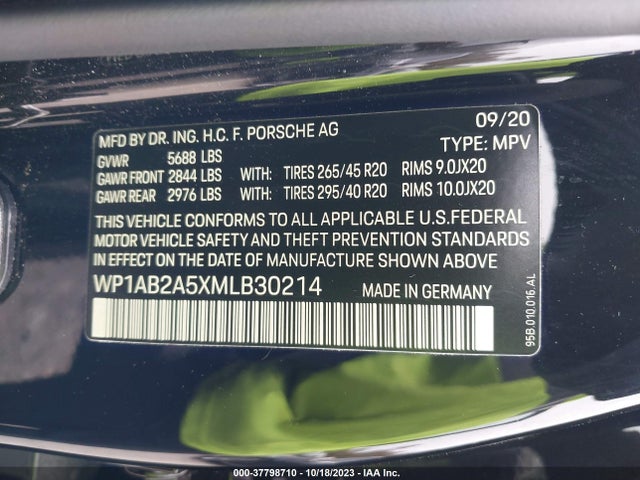 09/20
MFD BY DR. ING. H.C. F. PORSCHE AG
TYPE: MPV
GVWR 5688 LBS
GAWR FRONT 2844 LBS WITH: TIRES 265/45 R20 RIMS 9.0JX20
GAWR REAR 2976 LBS WITH: TIRES 295/40 R20 RIMS 10.0JX20
THIS VEHICLE CONFORMS TO ALL APPLICABLE U.S.FEDERAL
MOTOR VEHICLE SAFETY AND THEFT PREVENTION STANDARDS
IN EFFECT ON THE DATE OF MANUFACTURE SHOWN ABOVE.
WP1AB2A5XMLB30214 MADE IN GERMANY
95B.010.016 AL
000-37798710 - 10/18/2023 - IAA Inc.